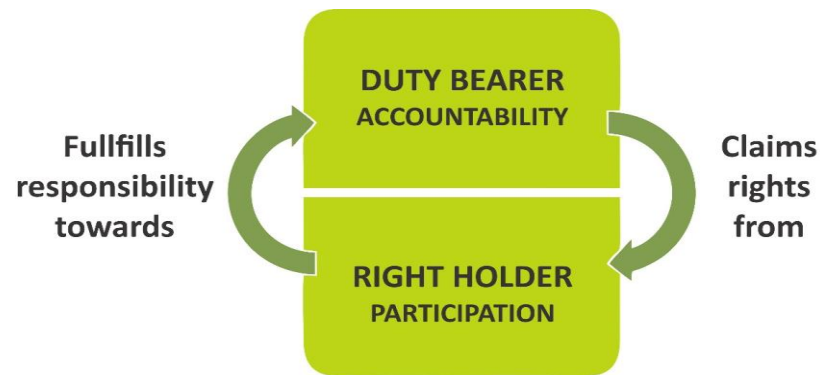 DUTY BEARER
ACCOUNTABILITY
Fullfills
responsibility
towards
Claims
rights
from
RIGHT HOLDER
PARTICIPATION